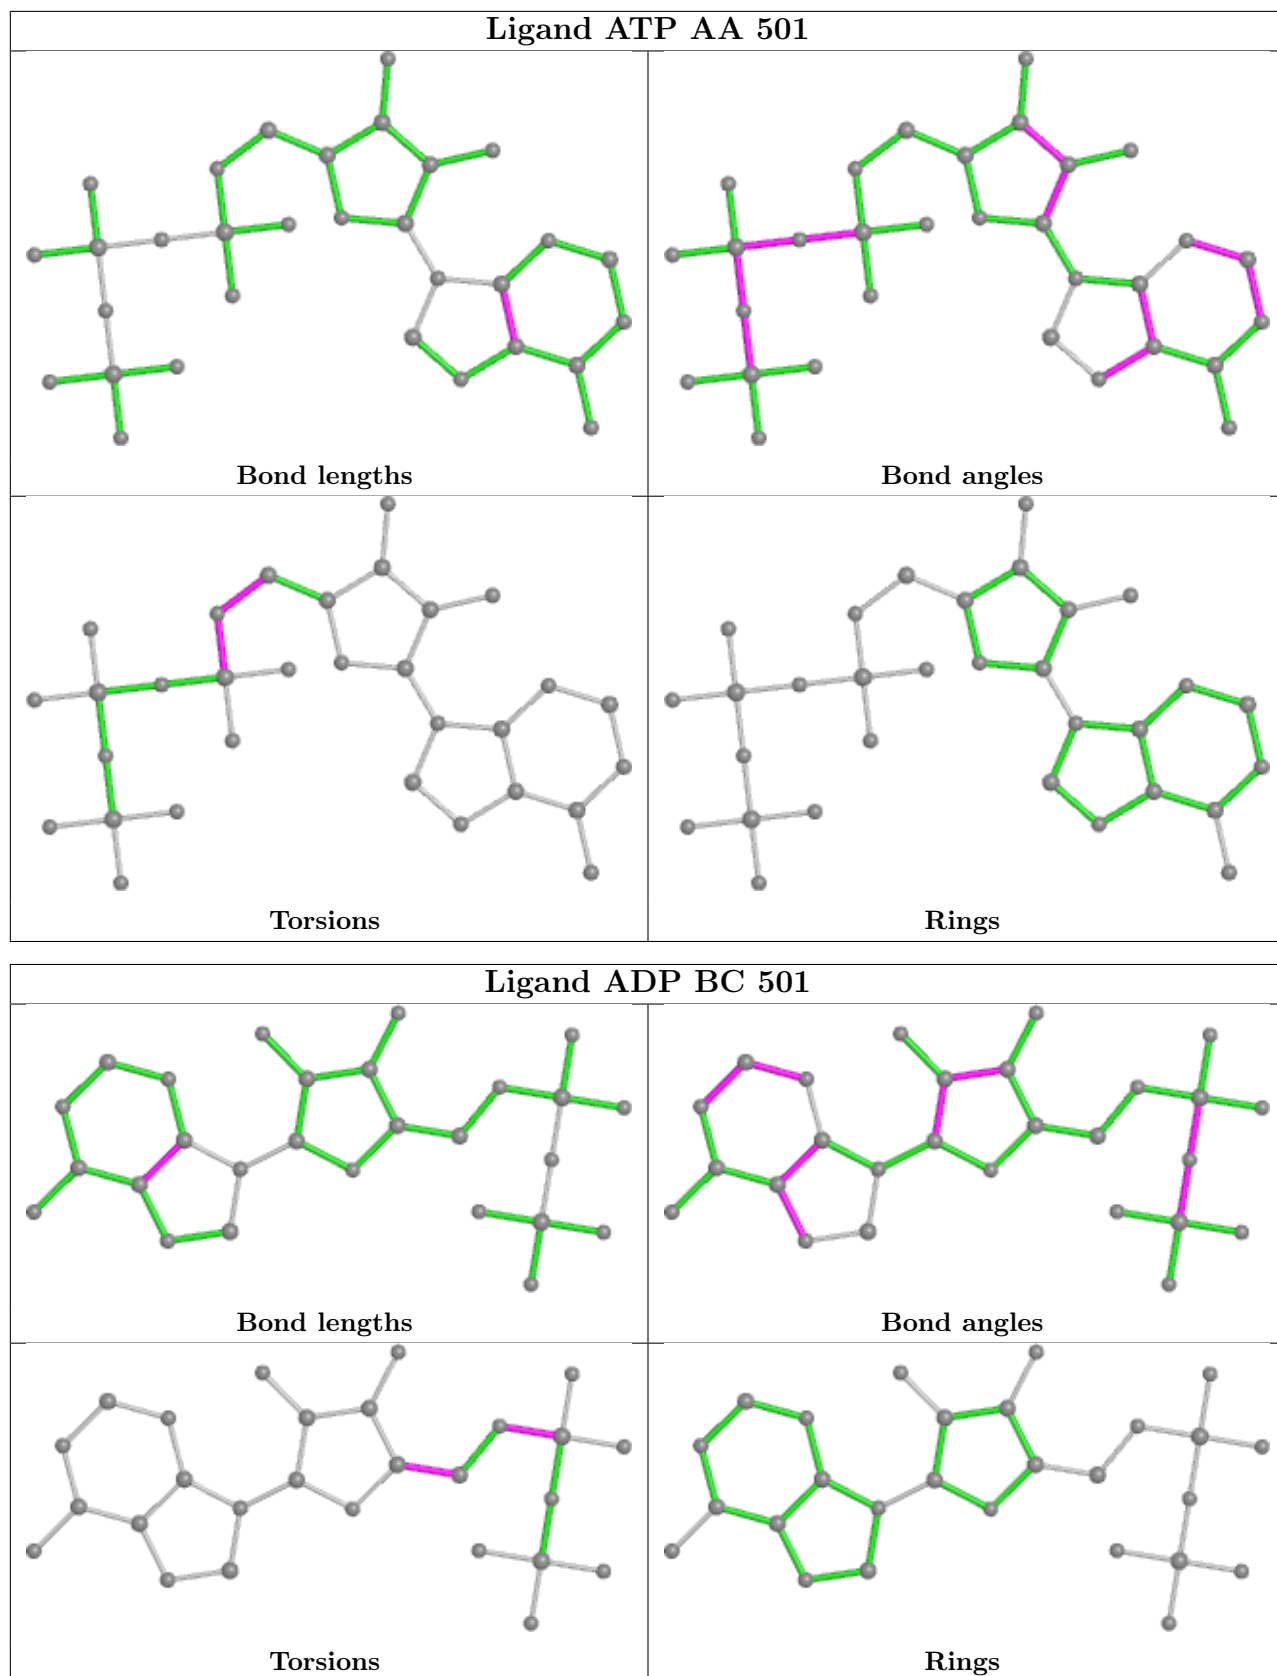 Ligand ATP AA 501
Bond lengths
Bond angles
Torsions
Rings
Ligand ADP BC 501
Bond lengths
Bond angles
Torsions
Rings